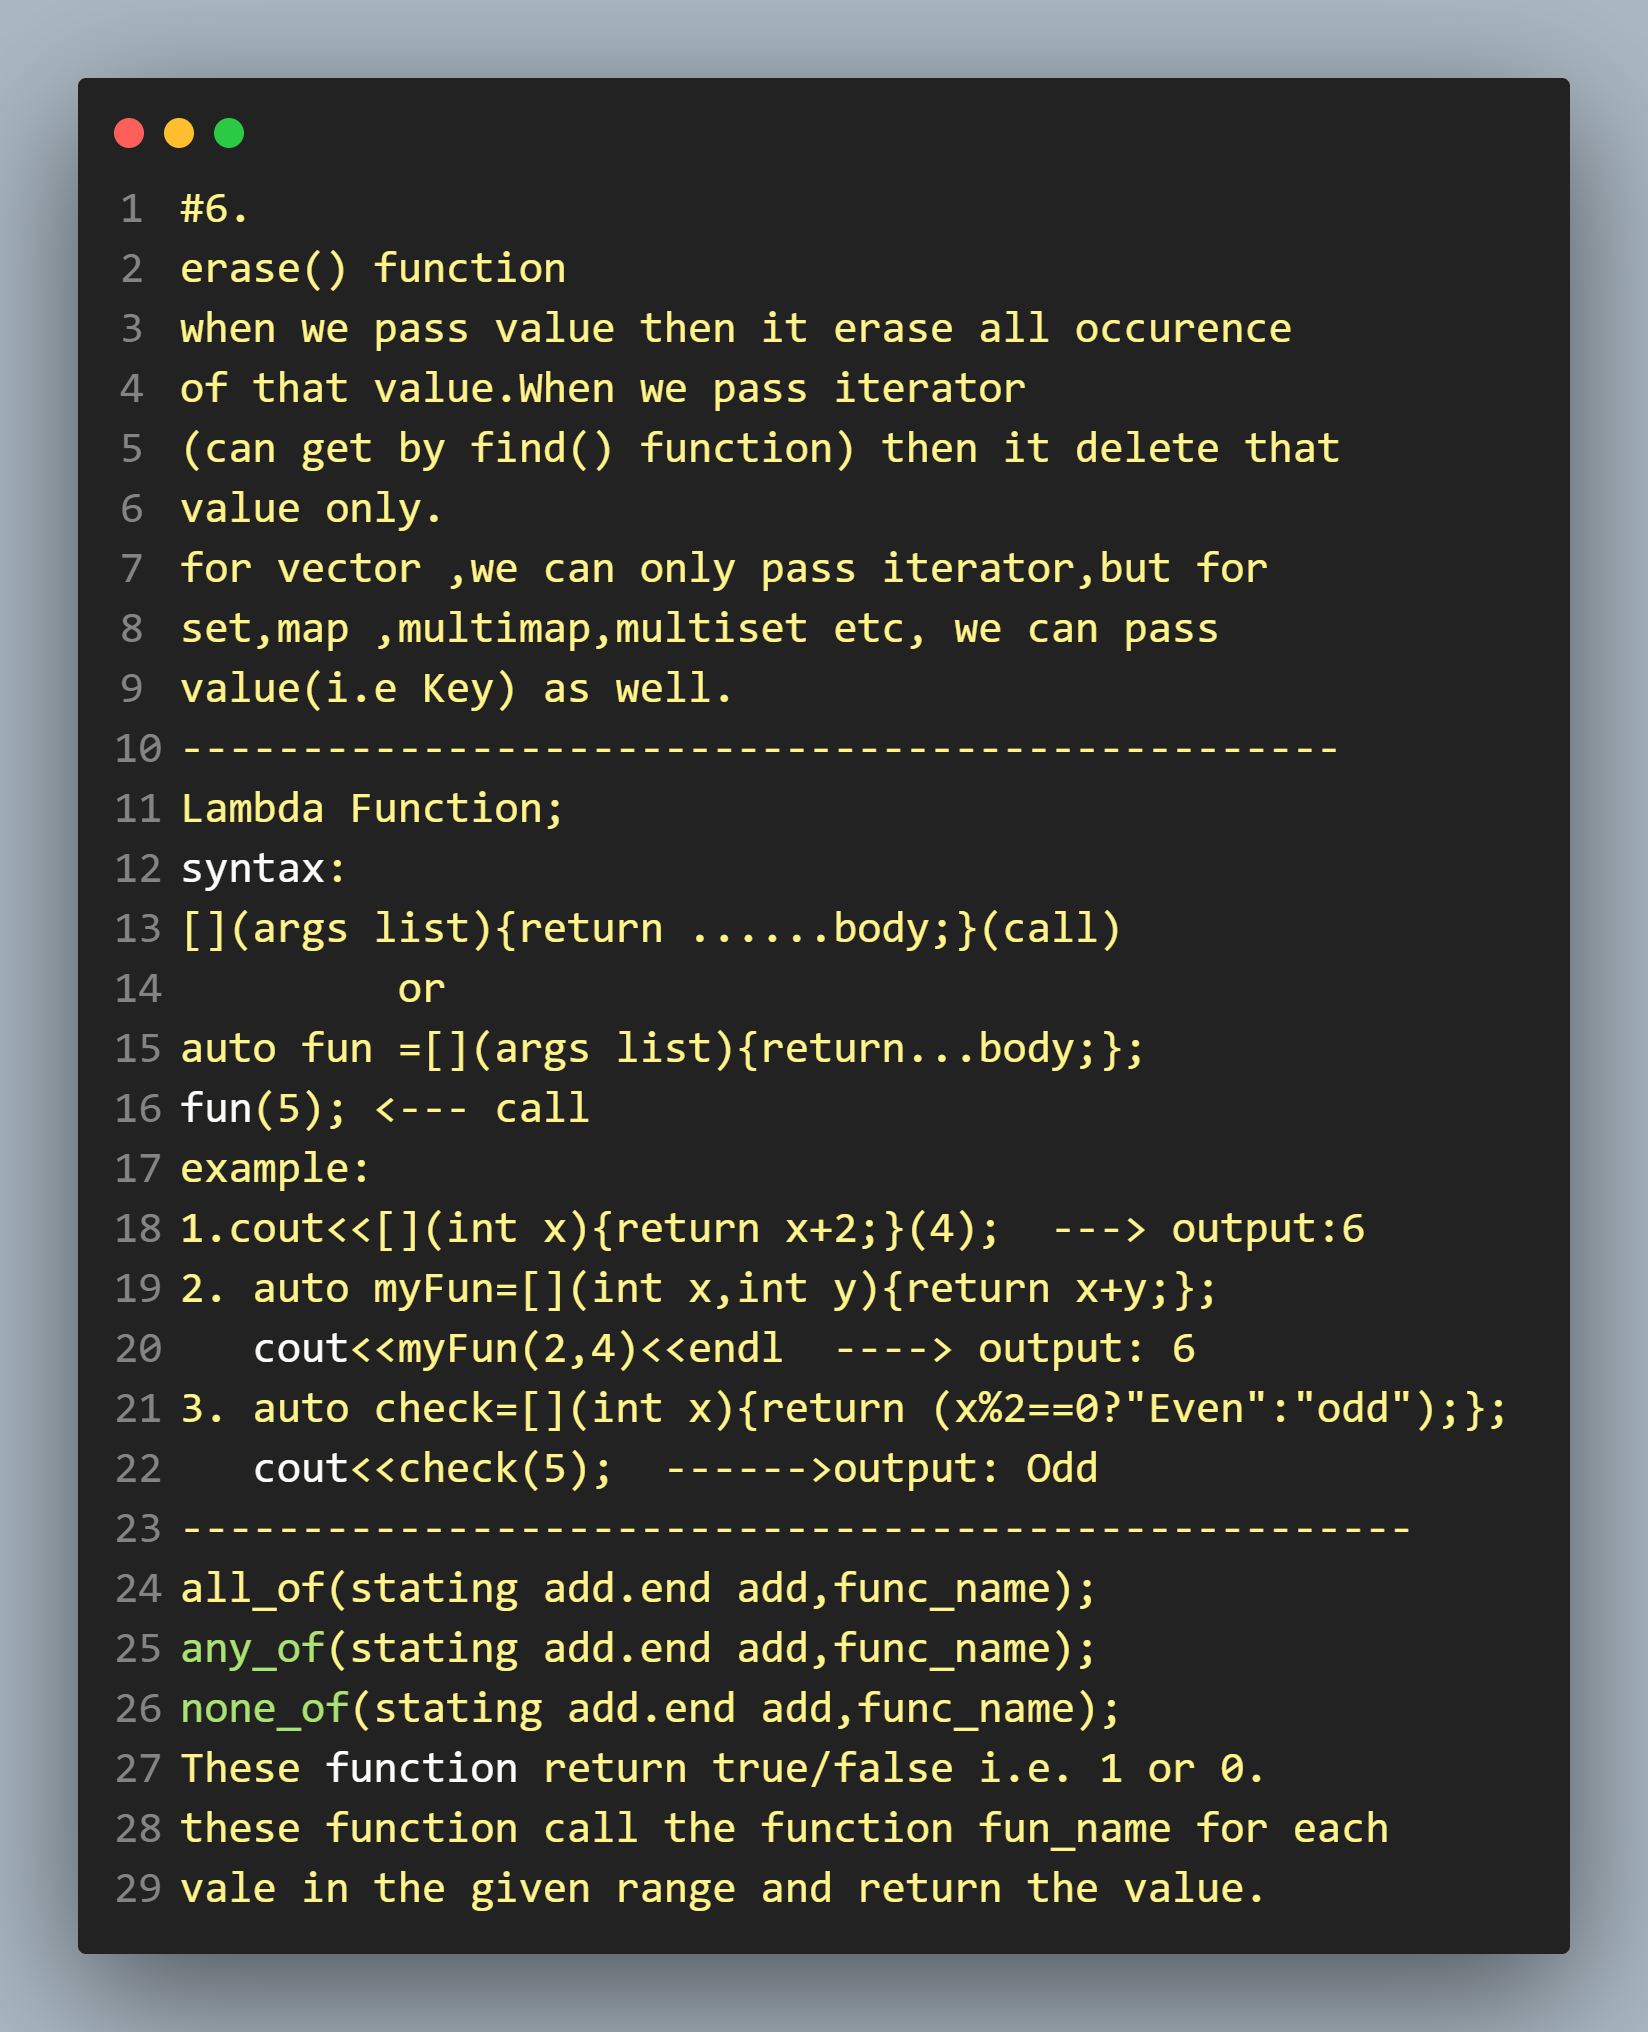 1 #6.
2 erase() function
3 when we pass value then it erase all occurence
4 of that value.When we pass iterator
5 (can get by find() function) then it delete that
6 value only.
7 for vector ,we can only pass iterator,but for
8 set,map ,multimap,multiset etc, we can pass
9 value(i.e Key) as well.
10 ------------------------------------------------
11 Lambda Function;
12 syntax:
13 [](args list){return ......body;}(call)
14          or
15 auto fun =[](args list){return...body;};
16 fun(5); <--- call
17 example:
18 1.cout<<[](int x){return x+2;}(4);  ---> output:6
19 2. auto myFun=[](int x,int y){return x+y;};
20    cout<<myFun(2,4)<<endl  ----> output: 6
21 3. auto check=[](int x){return (x%2==0?"Even":"odd");};
22    cout<<check(5);  ------>output: Odd
23 ---------------------------------------------------
24 all_of(stating add.end add,func_name);
25 any_of(stating add.end add,func_name);
26 none_of(stating add.end add,func_name);
27 These function return true/false i.e. 1 or 0.
28 these function call the function fun_name for each
29 vale in the given range and return the value.